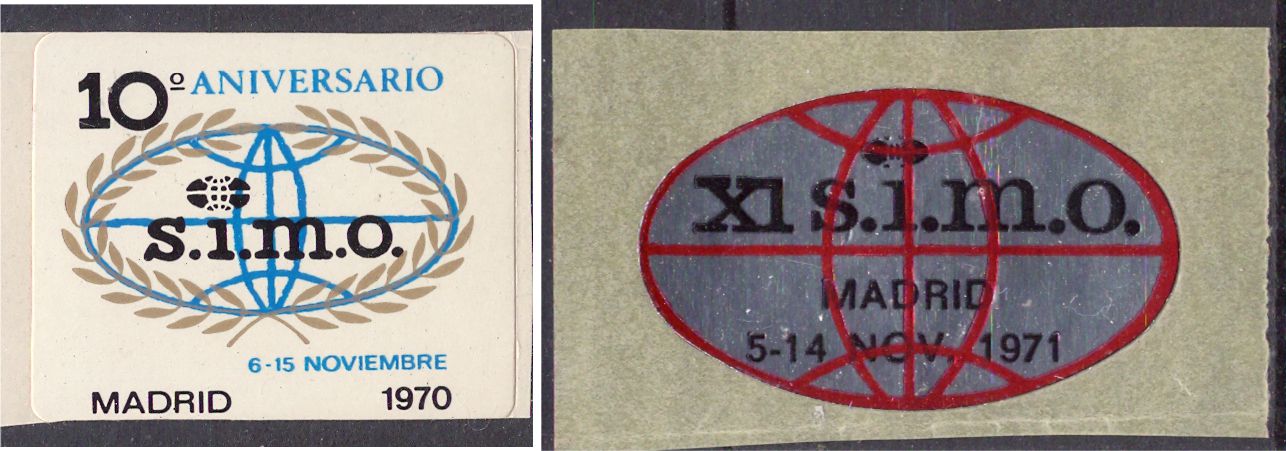 10º ANIVERSARIO
s.i.m.o.
6-15 NOVIEMBRE
MADRID 1970
XI s.i.m.o.
MADRID
5-14 NOV. 1971